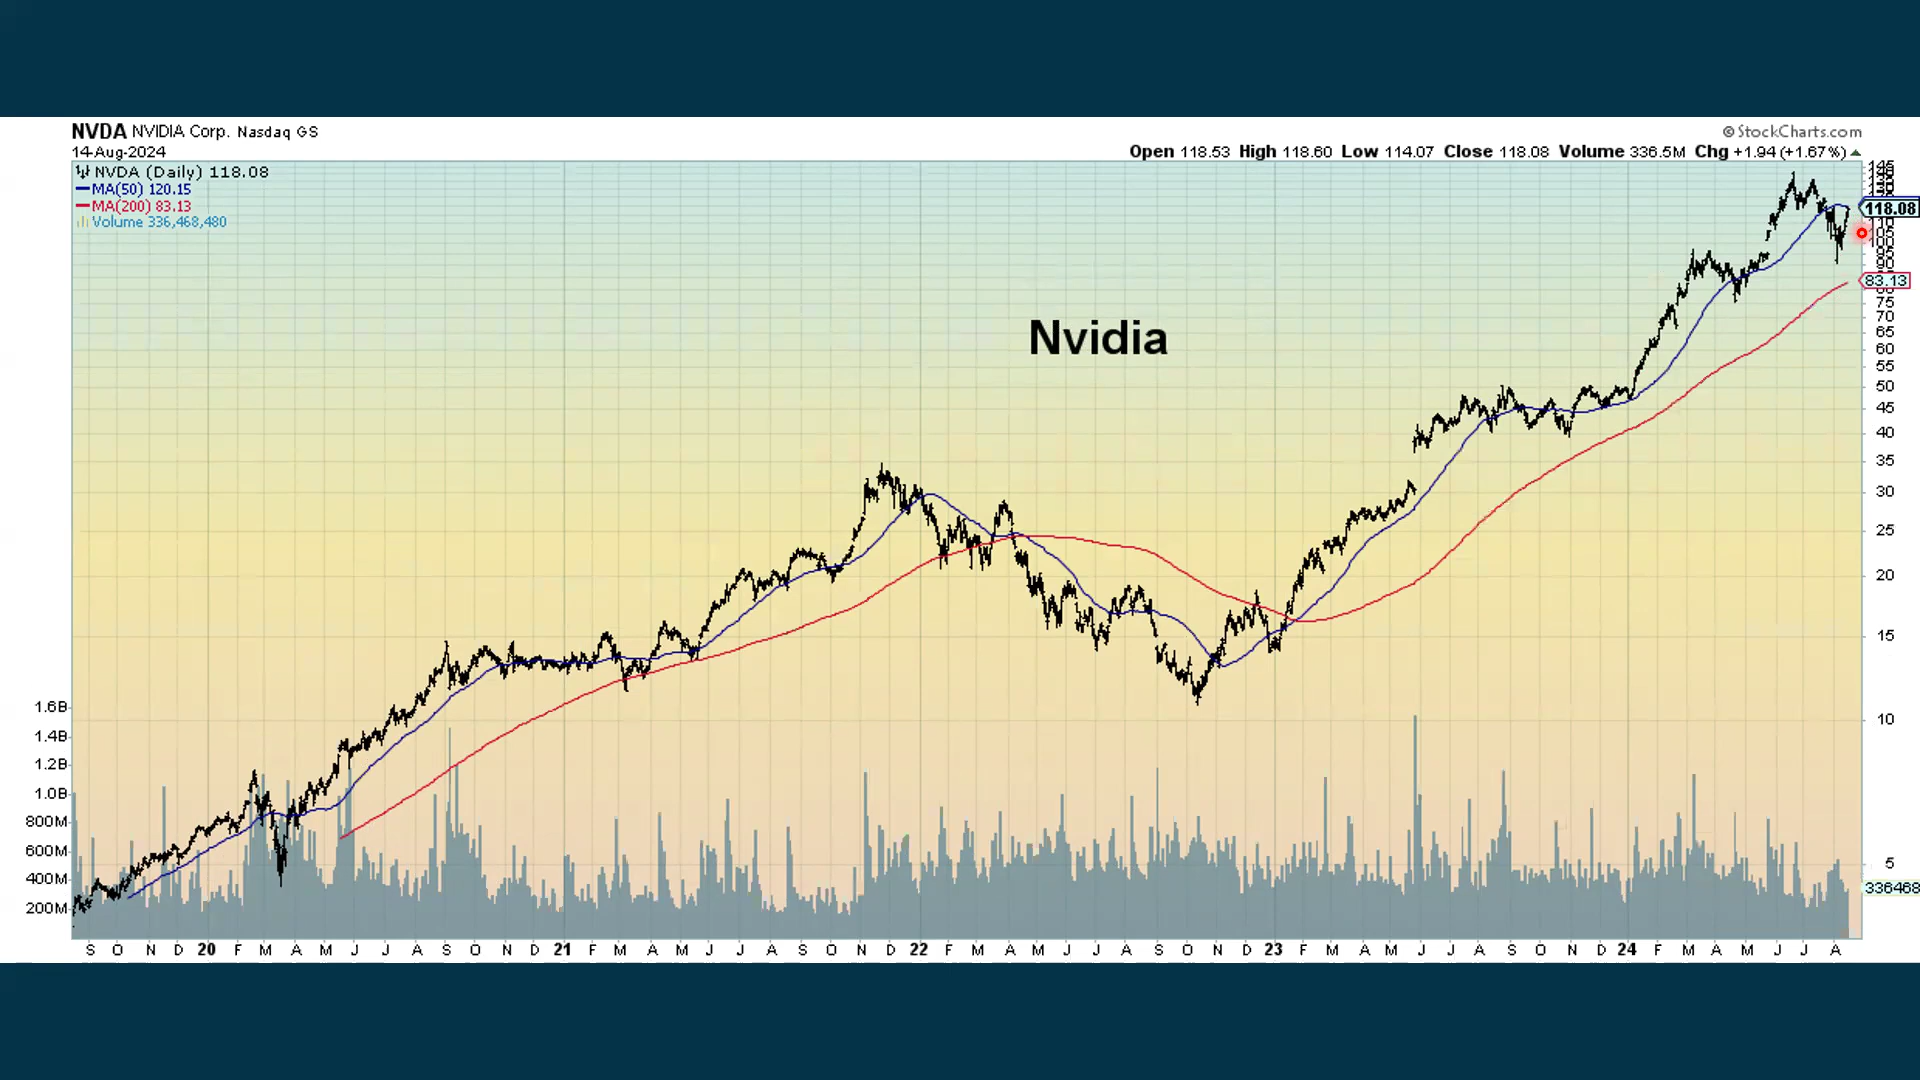 NVDA NVIDIA Corp. Nasdaq GS
© StockCharts.com
14-Aug-2024
Open 118.53 High 118.60 Low 114.07 Close 118.08 Volume 336.5M Chg +1.94 (+1.67%)
NVDA (Daily) 118.08
MA(50) 120.15
MA(200) 83.13
Volume 336,468,480
118.08
90
83.13
75
70
65
60
55
50
45
40
35
30
25
20
15
10
5
Nvidia
1.6B
1.4B
1.2B
1.0B
800M
600M
400M
200M
336468
S O N D 20 F M A M J J A S O N D 21 F M A M J J A S O N D 22 F M A M J J A S O N D 23 F M A M J J A S O N D 24 F M A M J J A